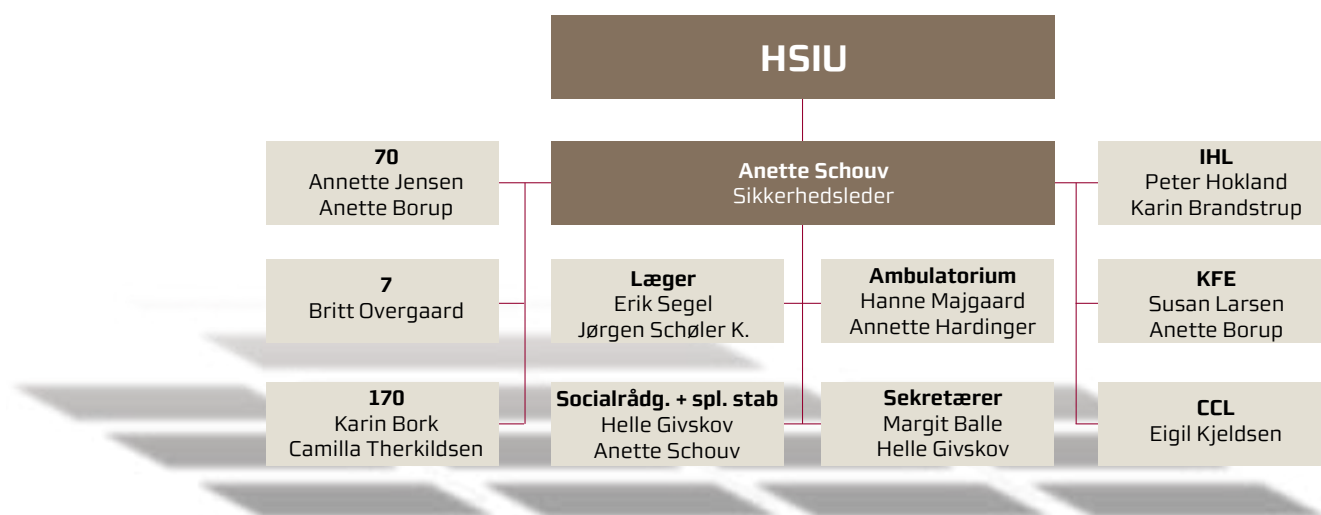 HSIU
Anette Schouv
Sikkerhedsleder
70
Annette Jensen
Anette Borup
7
Britt Overgaard
170
Karin Bork
Camilla Therkildsen
Læger
Erik Segel
Jørgen Schøler K.
Ambulatorium
Hanne Majgaard
Annette Hardinger
Socialrådg. + spl. stab
Helle Givskov
Anette Schouv
Sekretærer
Margit Balle
Helle Givskov
IHL
Peter Hokland
Karin Brandstrup
KFE
Susan Larsen
Anette Borup
CCL
Eigil Kjeldsen